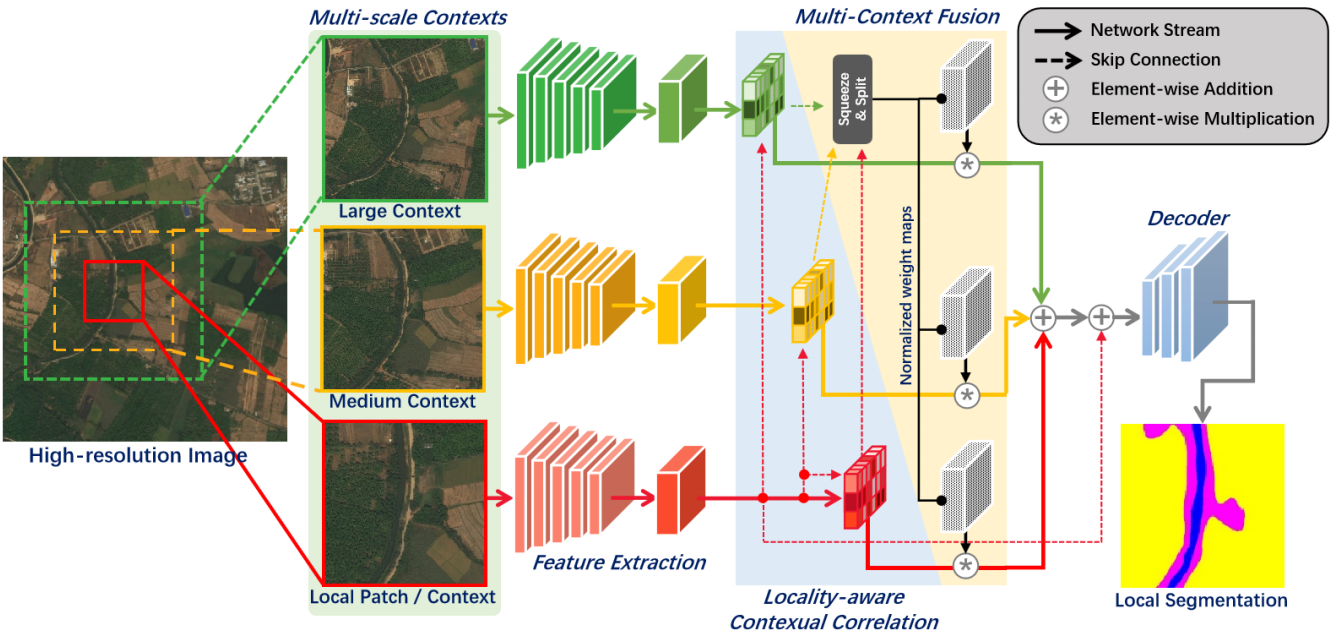 Multi-scale Contexts
Multi-Context Fusion
Network Stream
Skip Connection
Element-wise Addition
Element-wise Multiplication
+
*
Squeeze
& Split
*
Large Context
Normalized weight maps
Decoder
+
+
Medium Context
*
High-resolution Image
Feature Extraction
*
Local Patch / Context
Locality-aware
Contexual Correlation
Local Segmentation